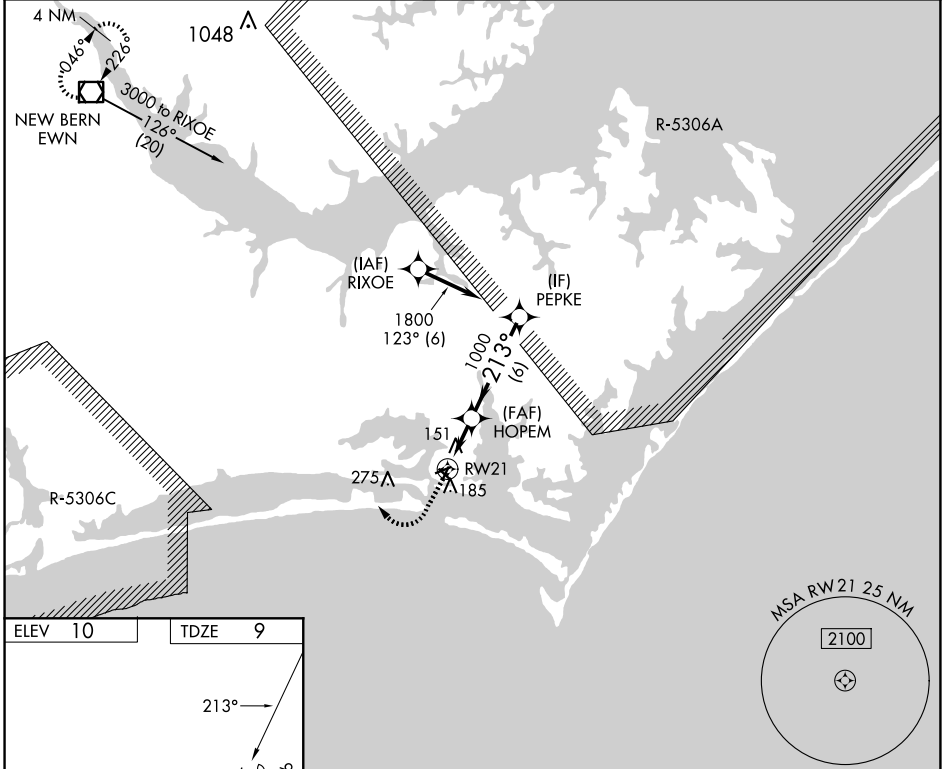 4 NM
1048
046°
226°
NEW BERN
EWN
3000 to RIXOE
126°
(20)
R-5306A
(IAF)
RIXOE
(IF)
PEPKE
1800
123° (6)
1000
213°
(6)
(FAF)
HOPEM
151
RW21
275
185
R-5306C
MSA RW21 25 NM
2100
ELEV 10
TDZE 9
213°